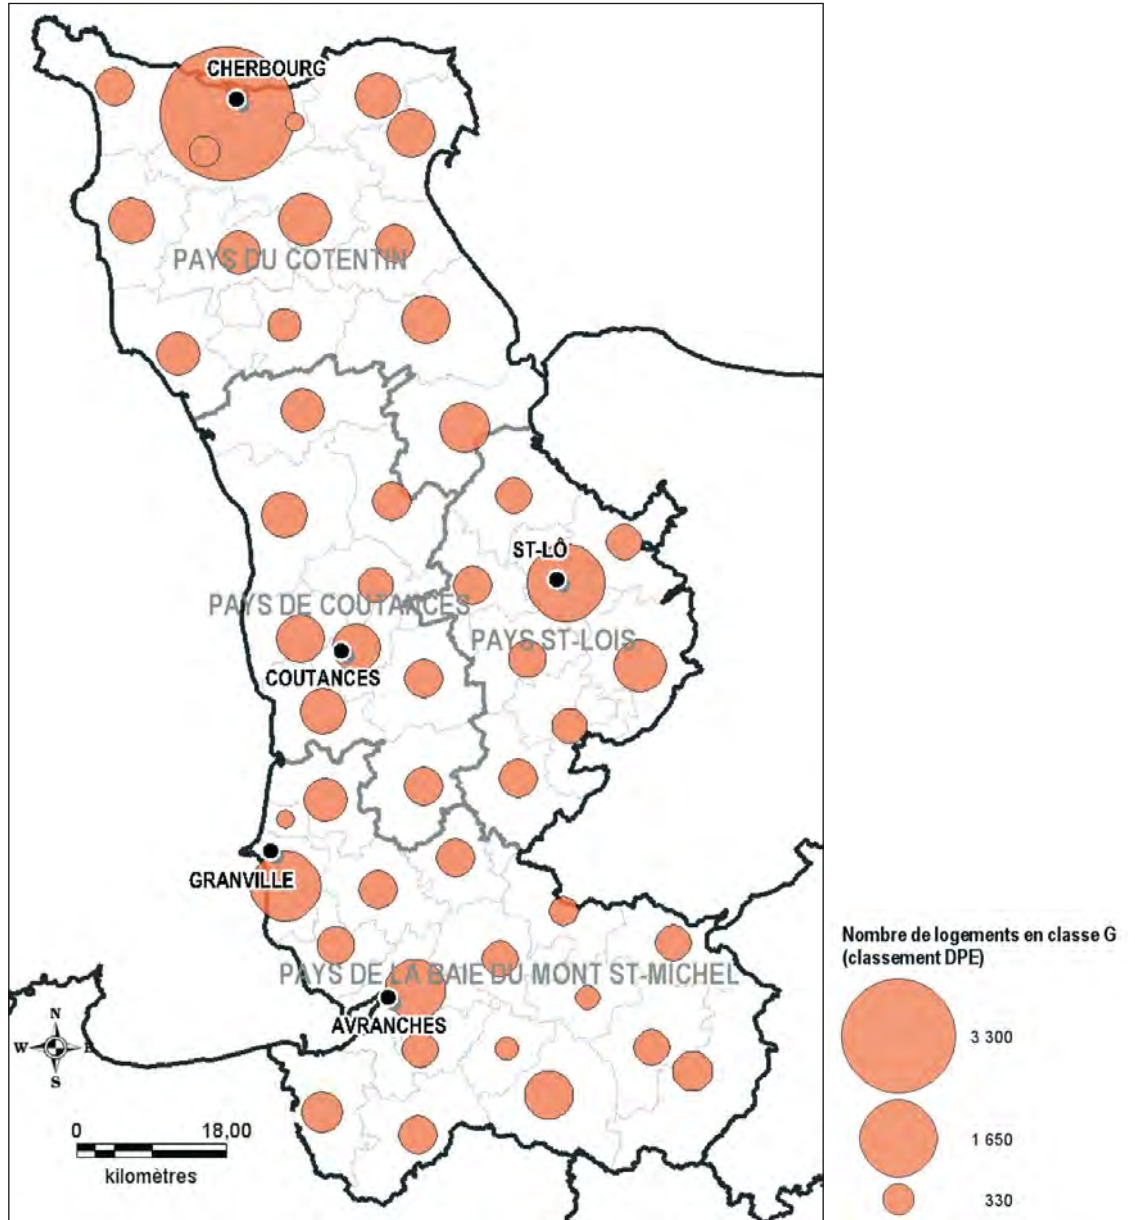 CHERBOURG
PAYS DU COTENTIN
ST-LÔ
PAYS DE COUTANCES
PAYS ST-LOIS
COUTANCES
GRANVILLE
PAYS DE LA BAIE DU MONT ST-MICHEL
AVRANCHES
N
W E
S
0 18,00
kilomètres
Nombre de logements en classe G
(classement DPE)
3 300
1 650
330